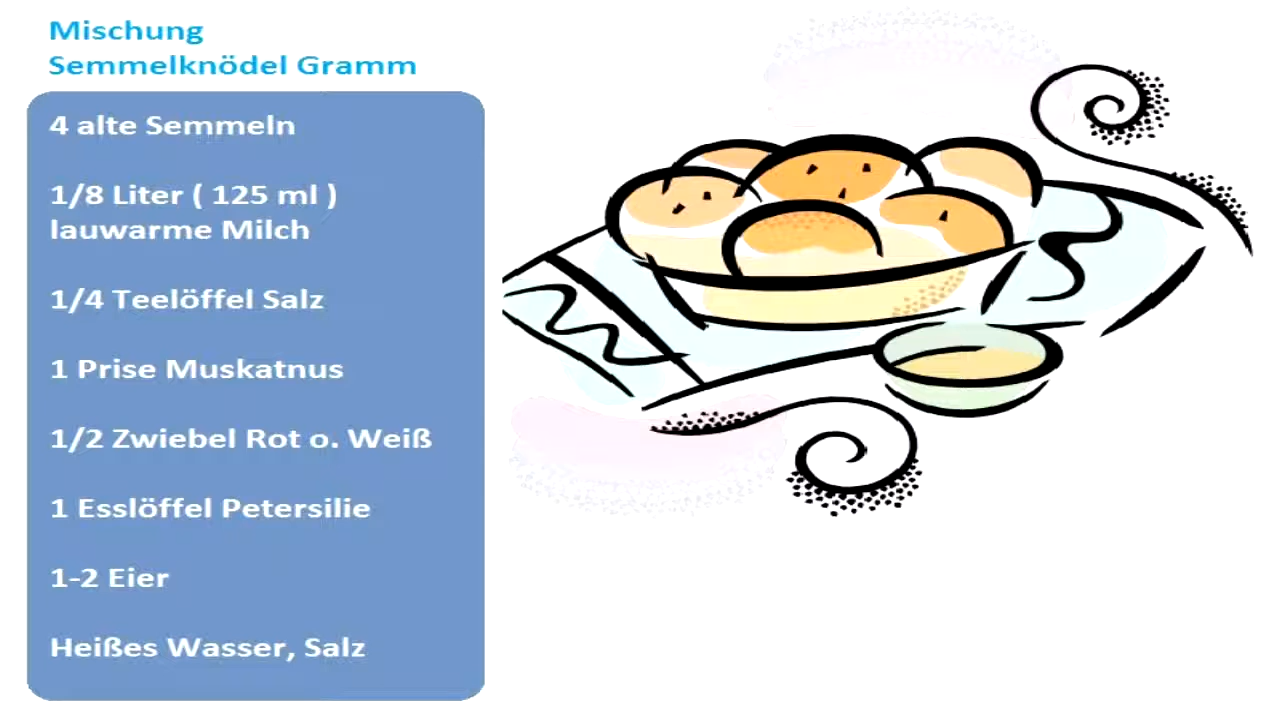 Mischung
Semmelknödel Gramm
4 alte Semmeln
1/8 Liter ( 125 ml )
lauwarme Milch
1/4 Teelöffel Salz
1 Prise Muskatnus
1/2 Zwiebel Rot o. Weiß
1 Esslöffel Petersilie
1-2 Eier
Heißes Wasser, Salz